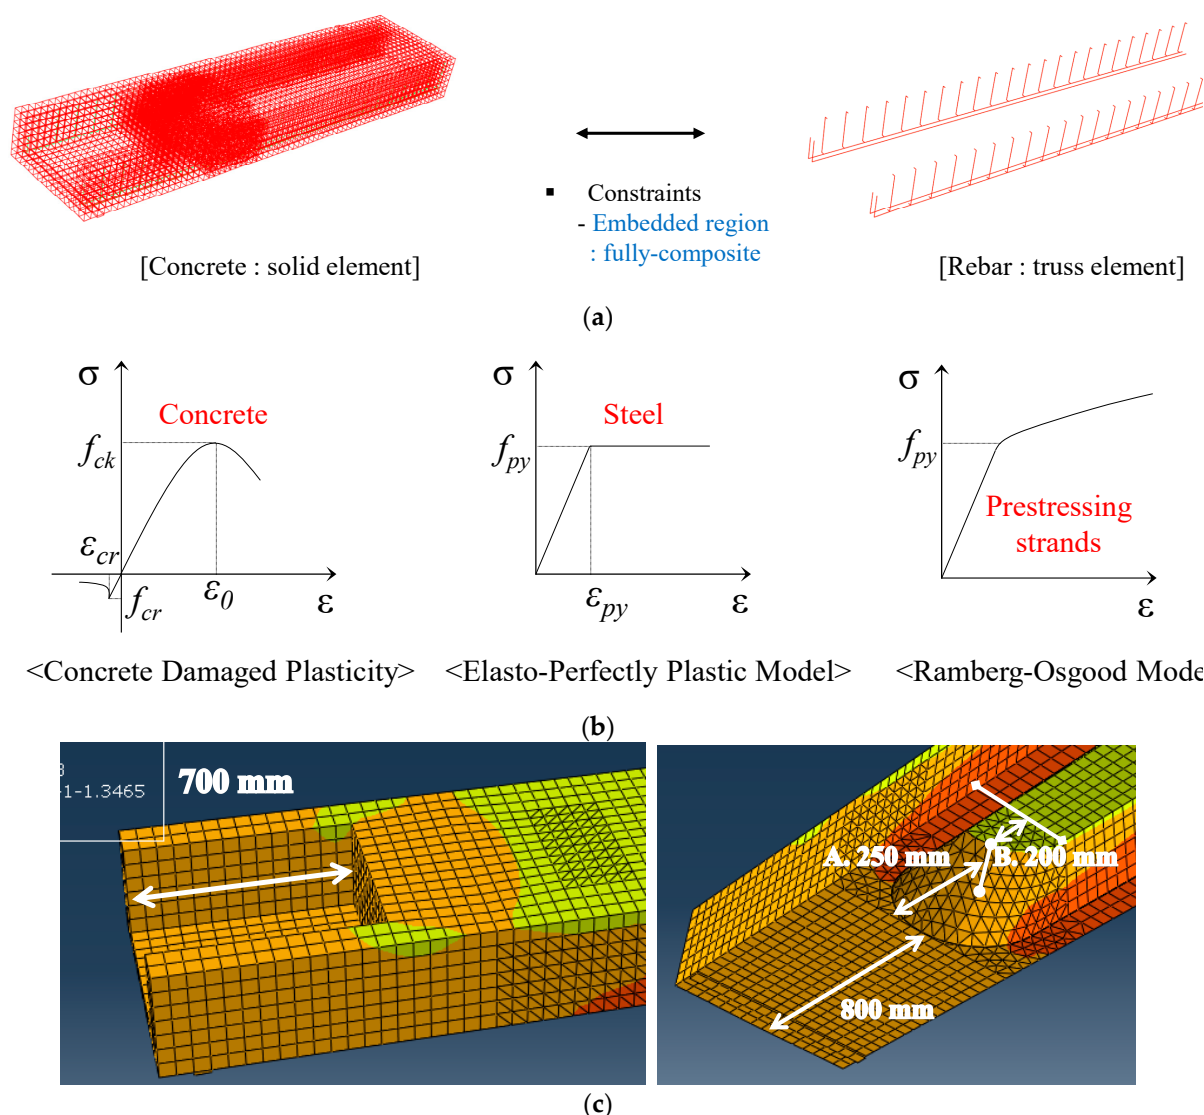 ▪ Constraints
- Embedded region
: fully-composite
[Concrete : solid element]
[Rebar : truss element]
(a)
σ
Concrete
f_ck
ε_cr
f_cr
ε_0
ε
σ
Steel
f_py
ε_py
ε
σ
f_py
Prestressing
strands
ε
<Concrete Damaged Plasticity>
<Elasto-Perfectly Plastic Model>
<Ramberg-Osgood Mode
(b)
-1-1.3465
700 mm
A. 250 mm
B. 200 mm
800 mm
(c)